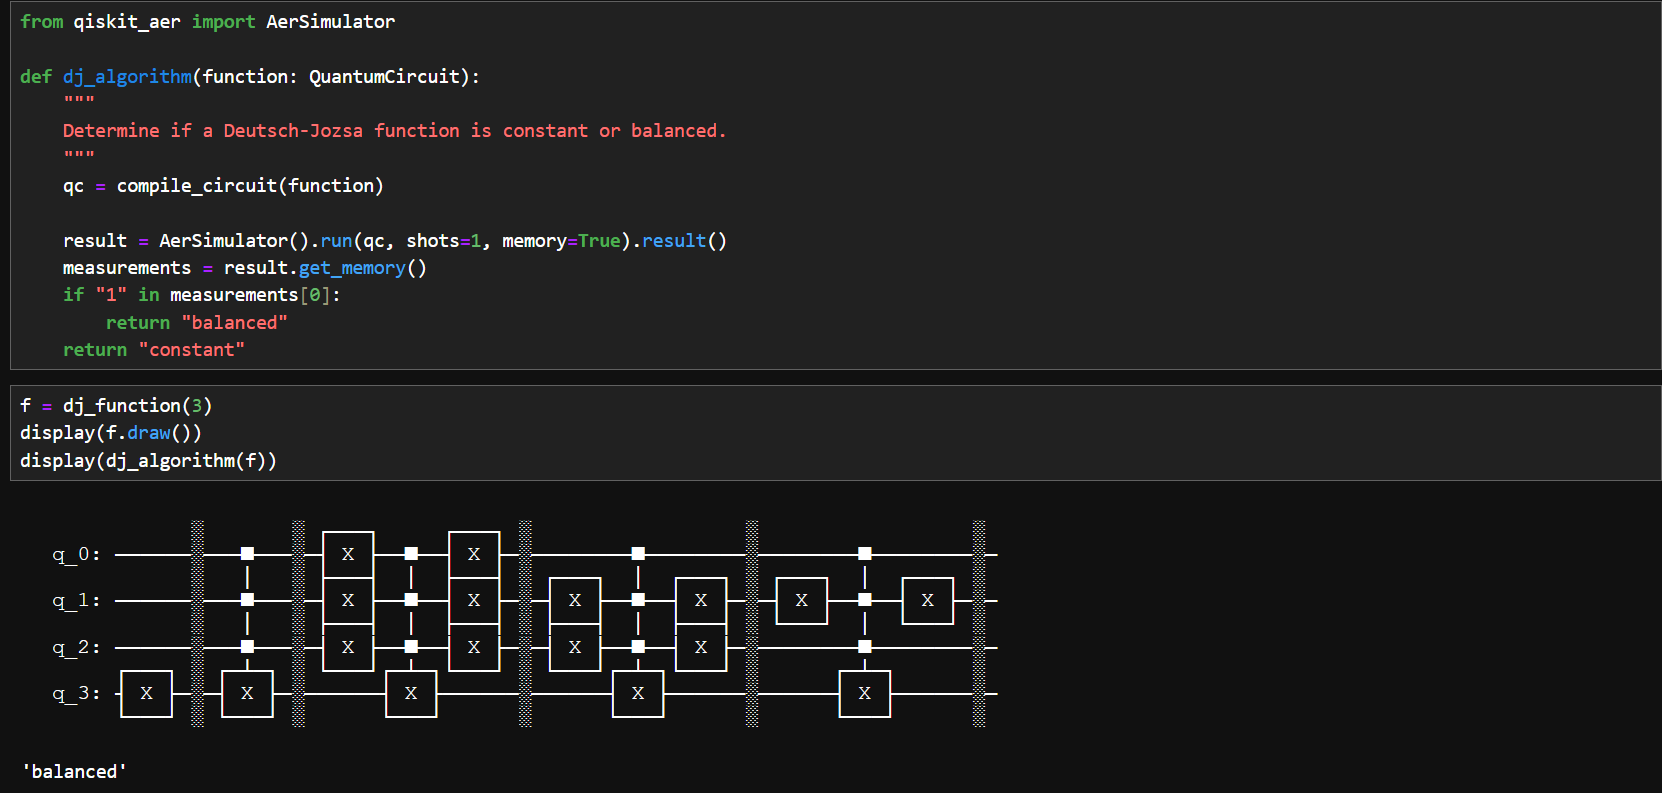 from qiskit_aer import AerSimulator
def dj_algorithm(function: QuantumCircuit):
"""
Determine if a Deutsch-Jozsa function is constant or balanced.
"""
qc = compile_circuit(function)
result = AerSimulator().run(qc, shots=1, memory=True).result()
measurements = result.get_memory()
if "1" in measurements[0]:
return "balanced"
return "constant"
f = dj_function(3)
display(f.draw())
display(dj_algorithm(f))
q_0: X X
q_1: X X X X X X
q_2: X X X X
q_3: X X X X X
'balanced'